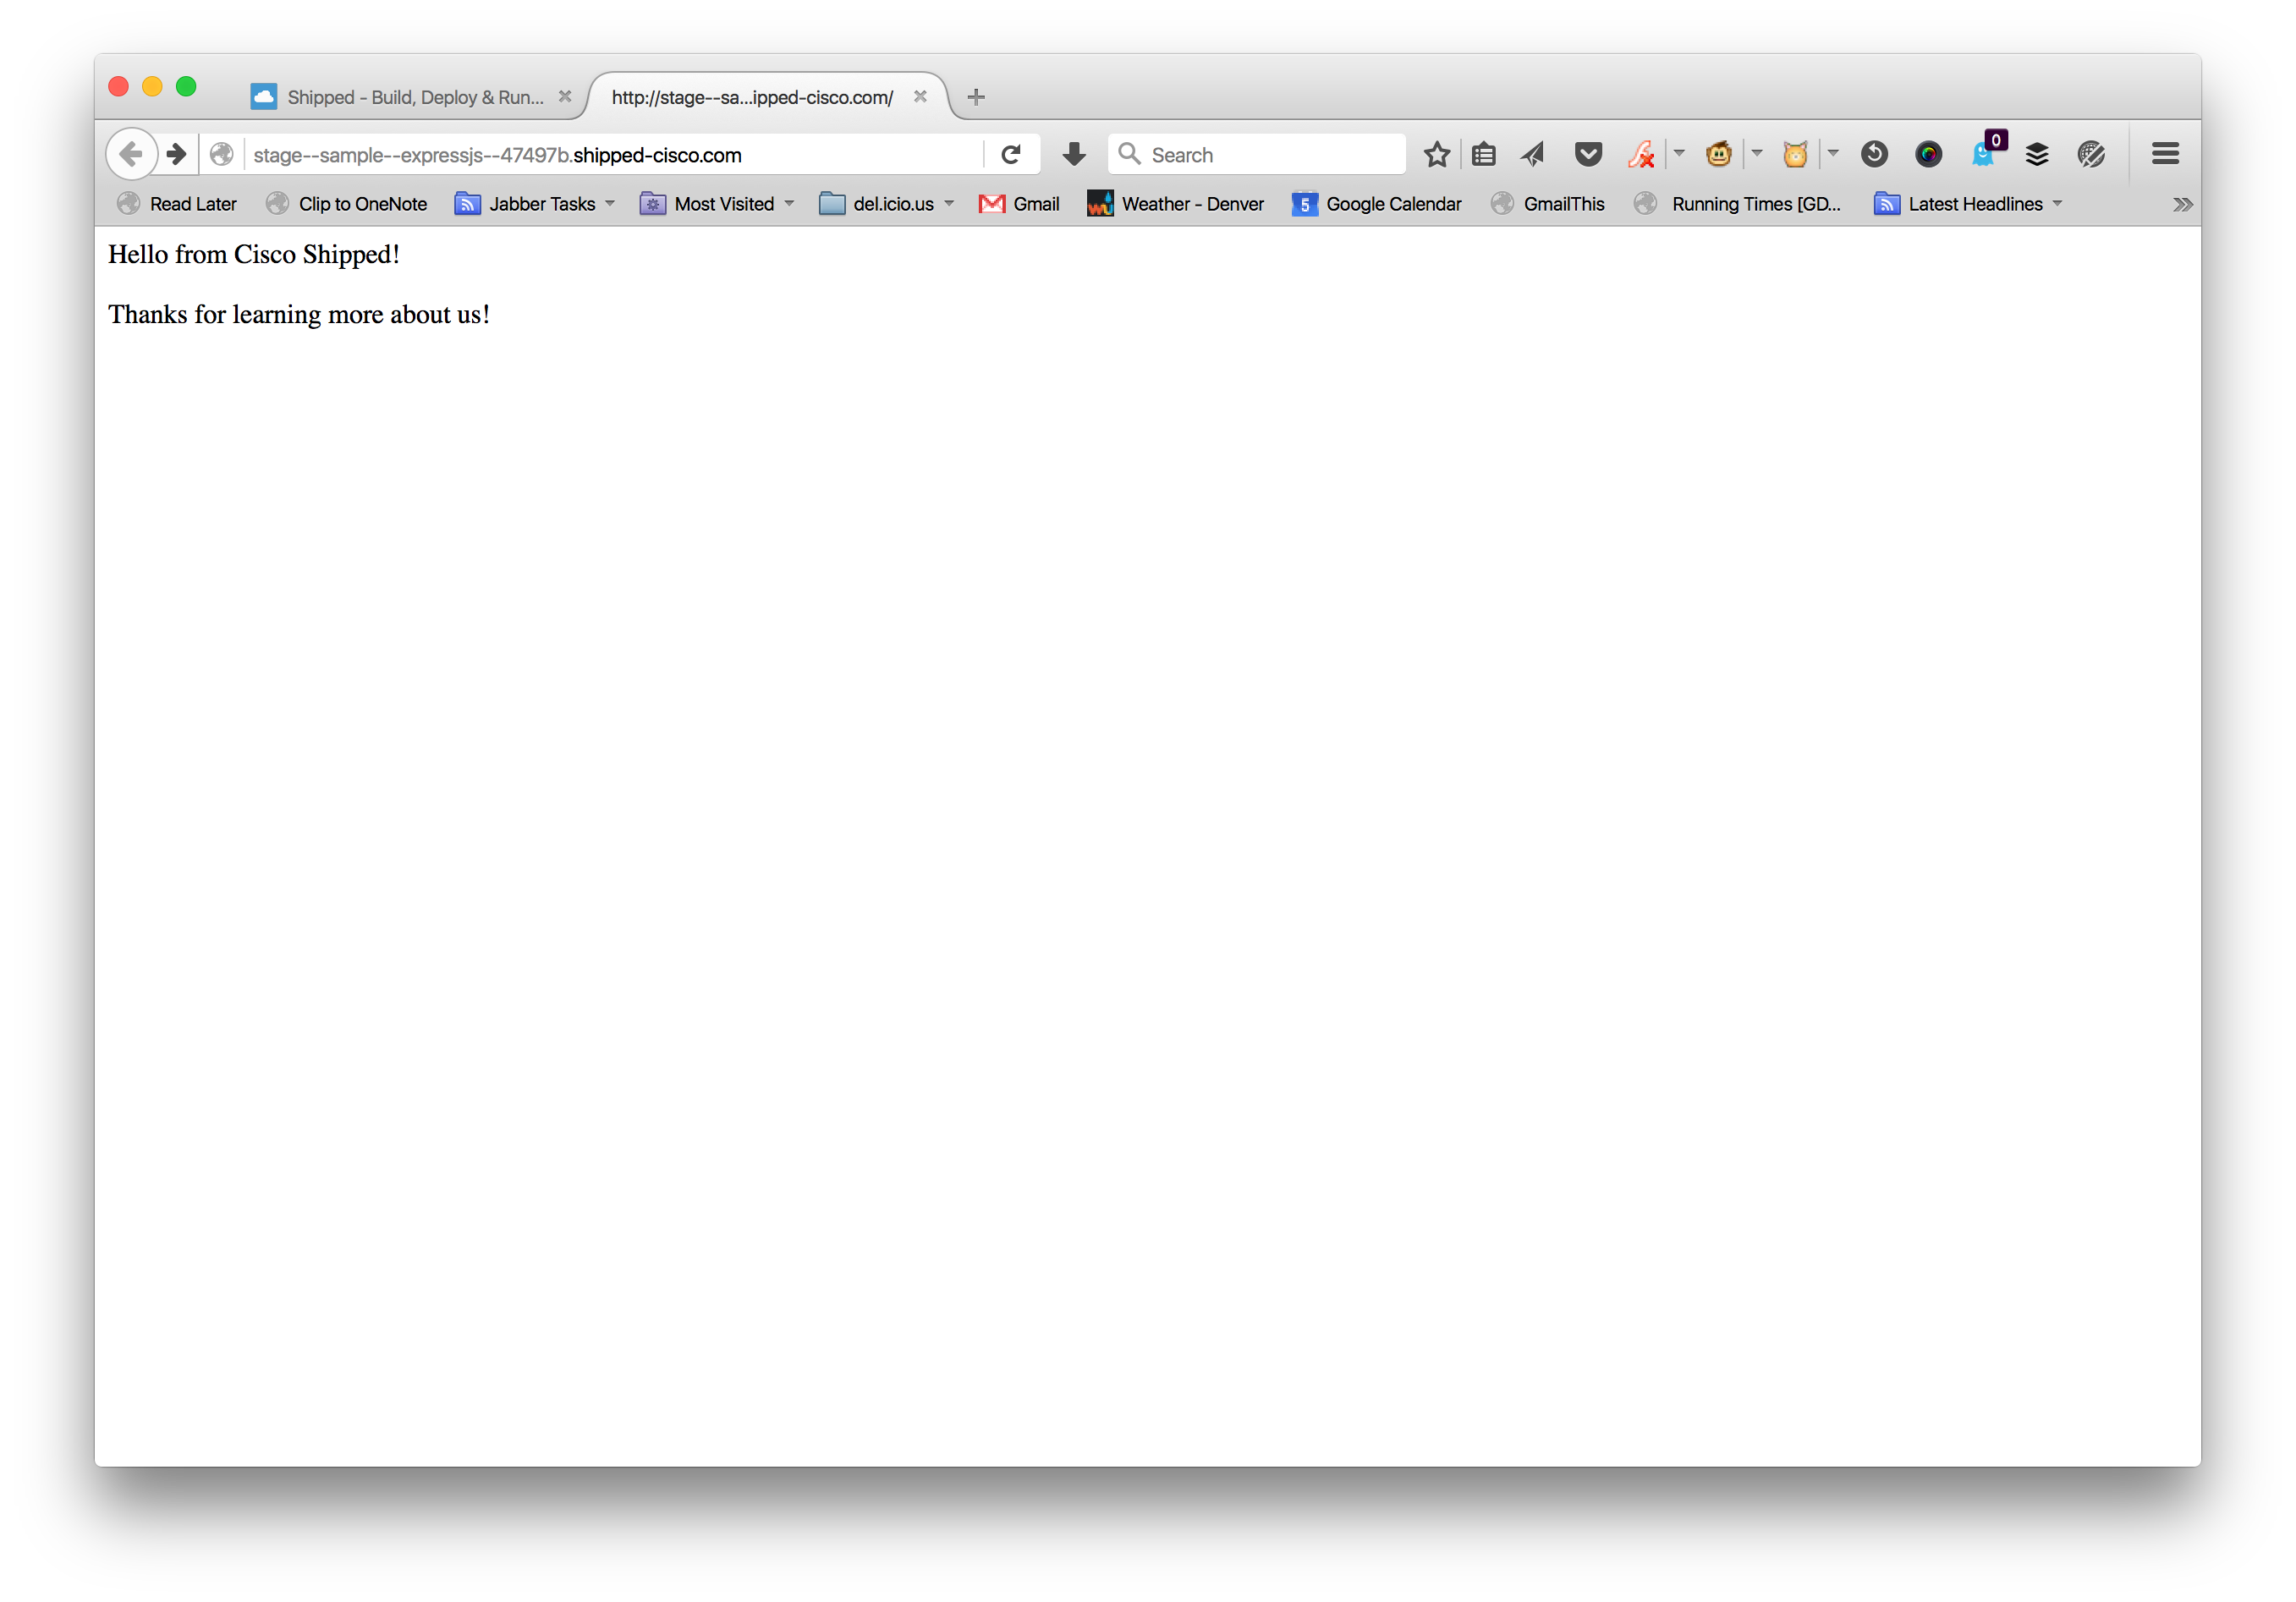 Shipped - Build, Deploy & Run...
http://stage--sa...ipped-cisco.com/
stage--sample--expressjs--47497b.shipped-cisco.com
Search
0
Read Later
Clip to OneNote
Jabber Tasks
Most Visited
del.icio.us
Gmail
wu
Weather - Denver
5
Google Calendar
GmailThis
Running Times [GD...
Latest Headlines
Hello from Cisco Shipped!
Thanks for learning more about us!